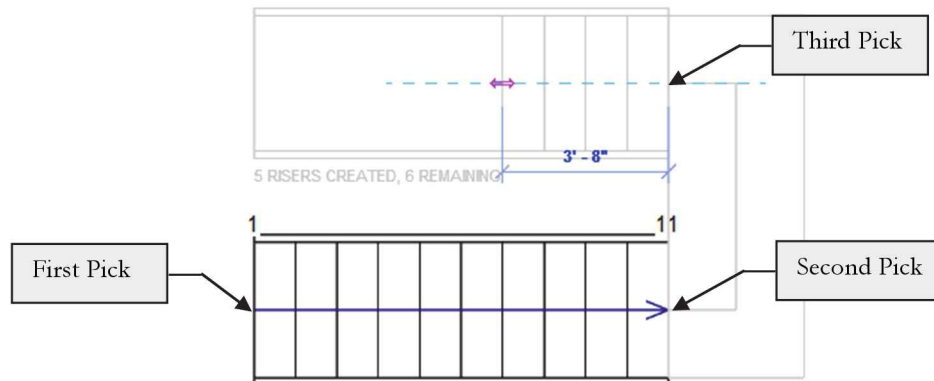 Third Pick
3' - 8"
5 RISERS CREATED, 6 REMAINING
1
11
First Pick
Second Pick